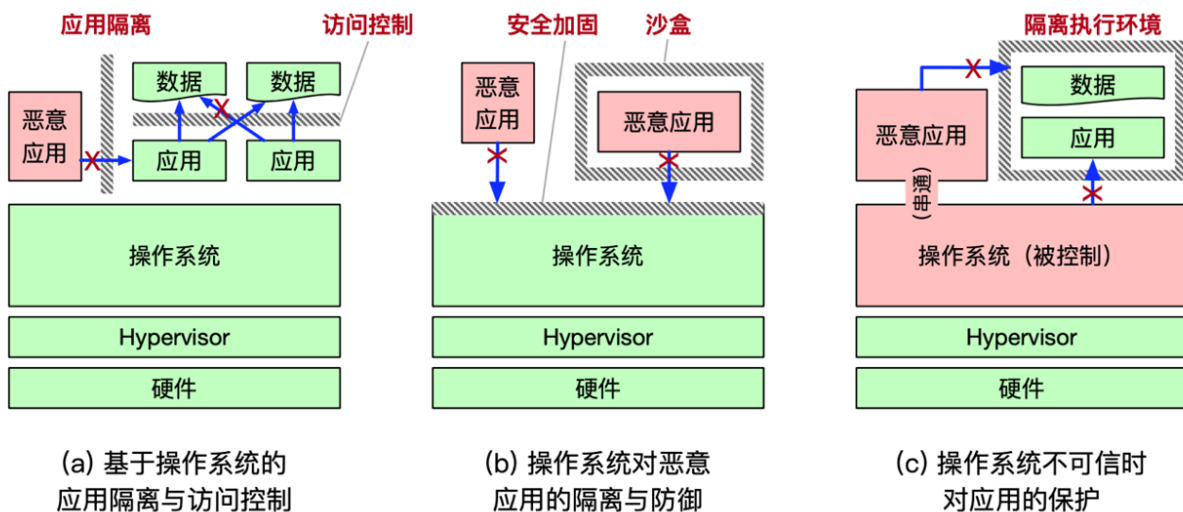 应用隔离
访问控制
数据
数据
恶意
应用
应用
应用
操作系统
Hypervisor
硬件
(a) 基于操作系统的
应用隔离与访问控制
安全加固
沙盒
恶意
应用
恶意应用
操作系统
Hypervisor
硬件
(b) 操作系统对恶意
应用的隔离与防御
隔离执行环境
数据
恶意应用
应用
(串通)
操作系统（被控制）
Hypervisor
硬件
(c) 操作系统不可信时
对应用的保护